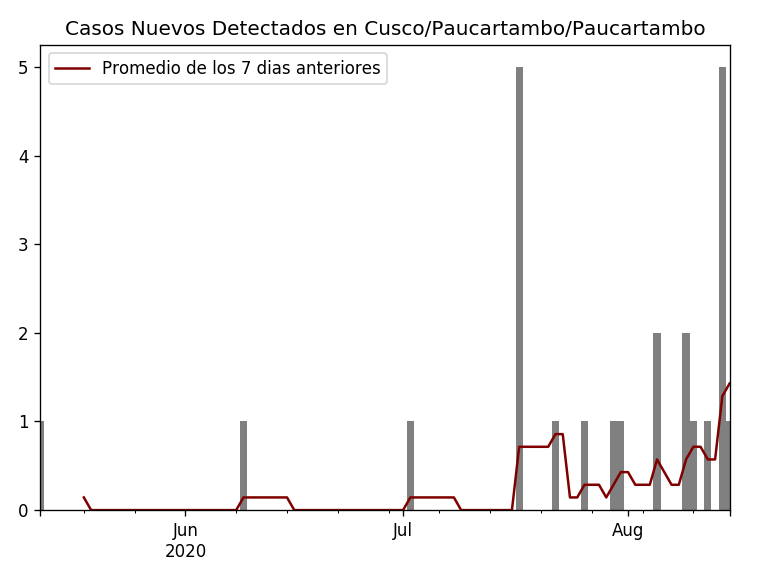 Casos Nuevos Detectados en Cusco/Paucartambo/Paucartambo
Promedio de los 7 dias anteriores
5
4
3
2
1
0
Jun
2020
Jul
Aug